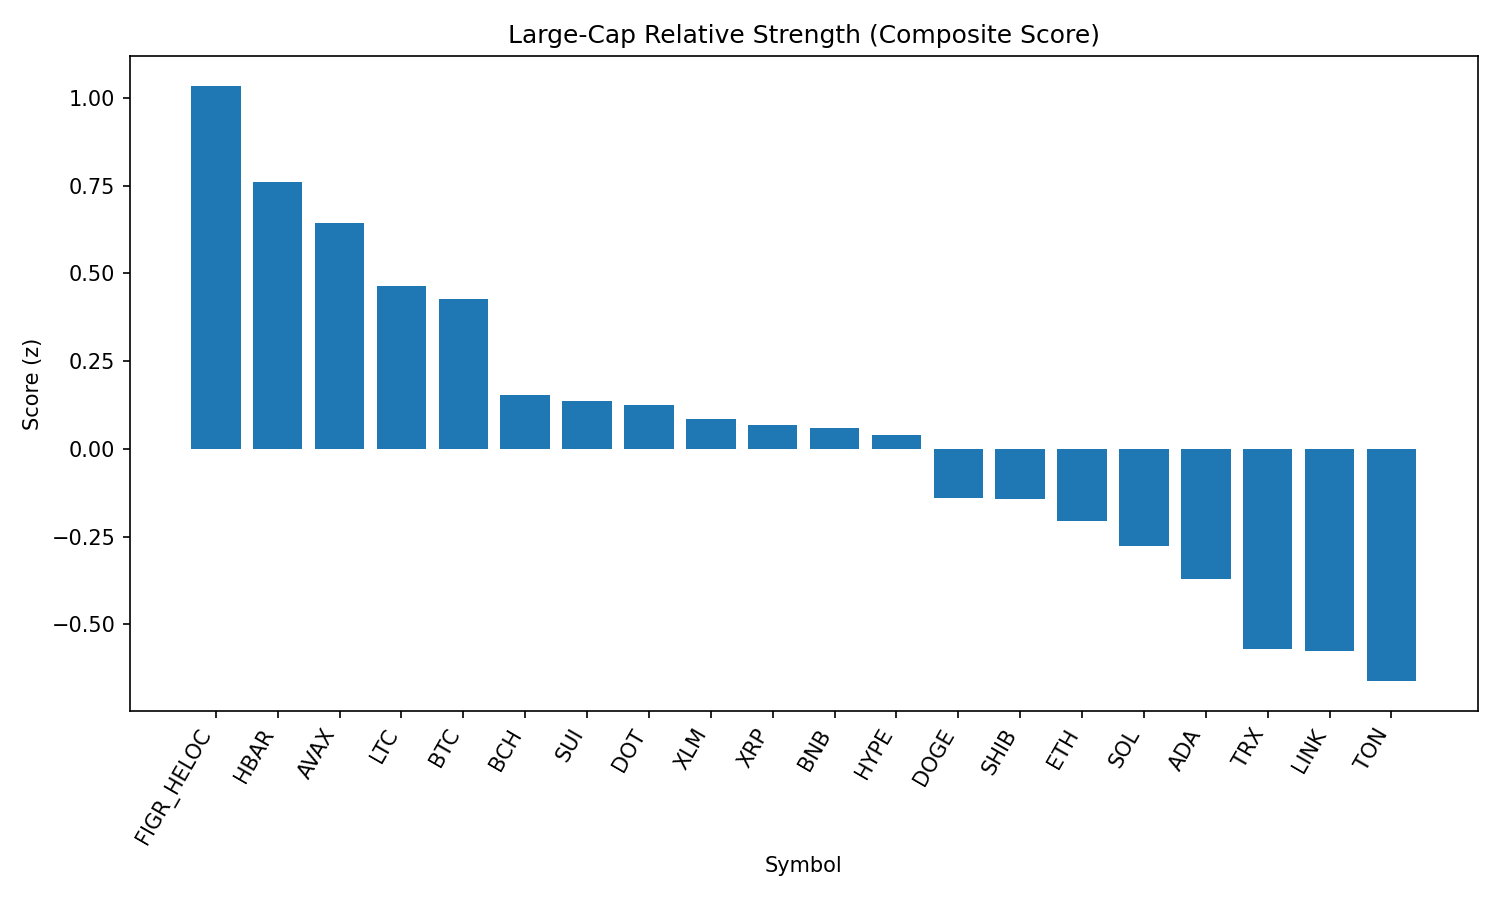 Large-Cap Relative Strength (Composite Score)
1.00
0.75
0.50
0.25
0.00
−0.25
−0.50
Score (z)
FIGR_HELOC
HBAR
AVAX
LTC
BTC
BCH
SUI
DOT
XLM
XRP
BNB
HYPE
DOGE
SHIB
ETH
SOL
ADA
TRX
LINK
TON
Symbol